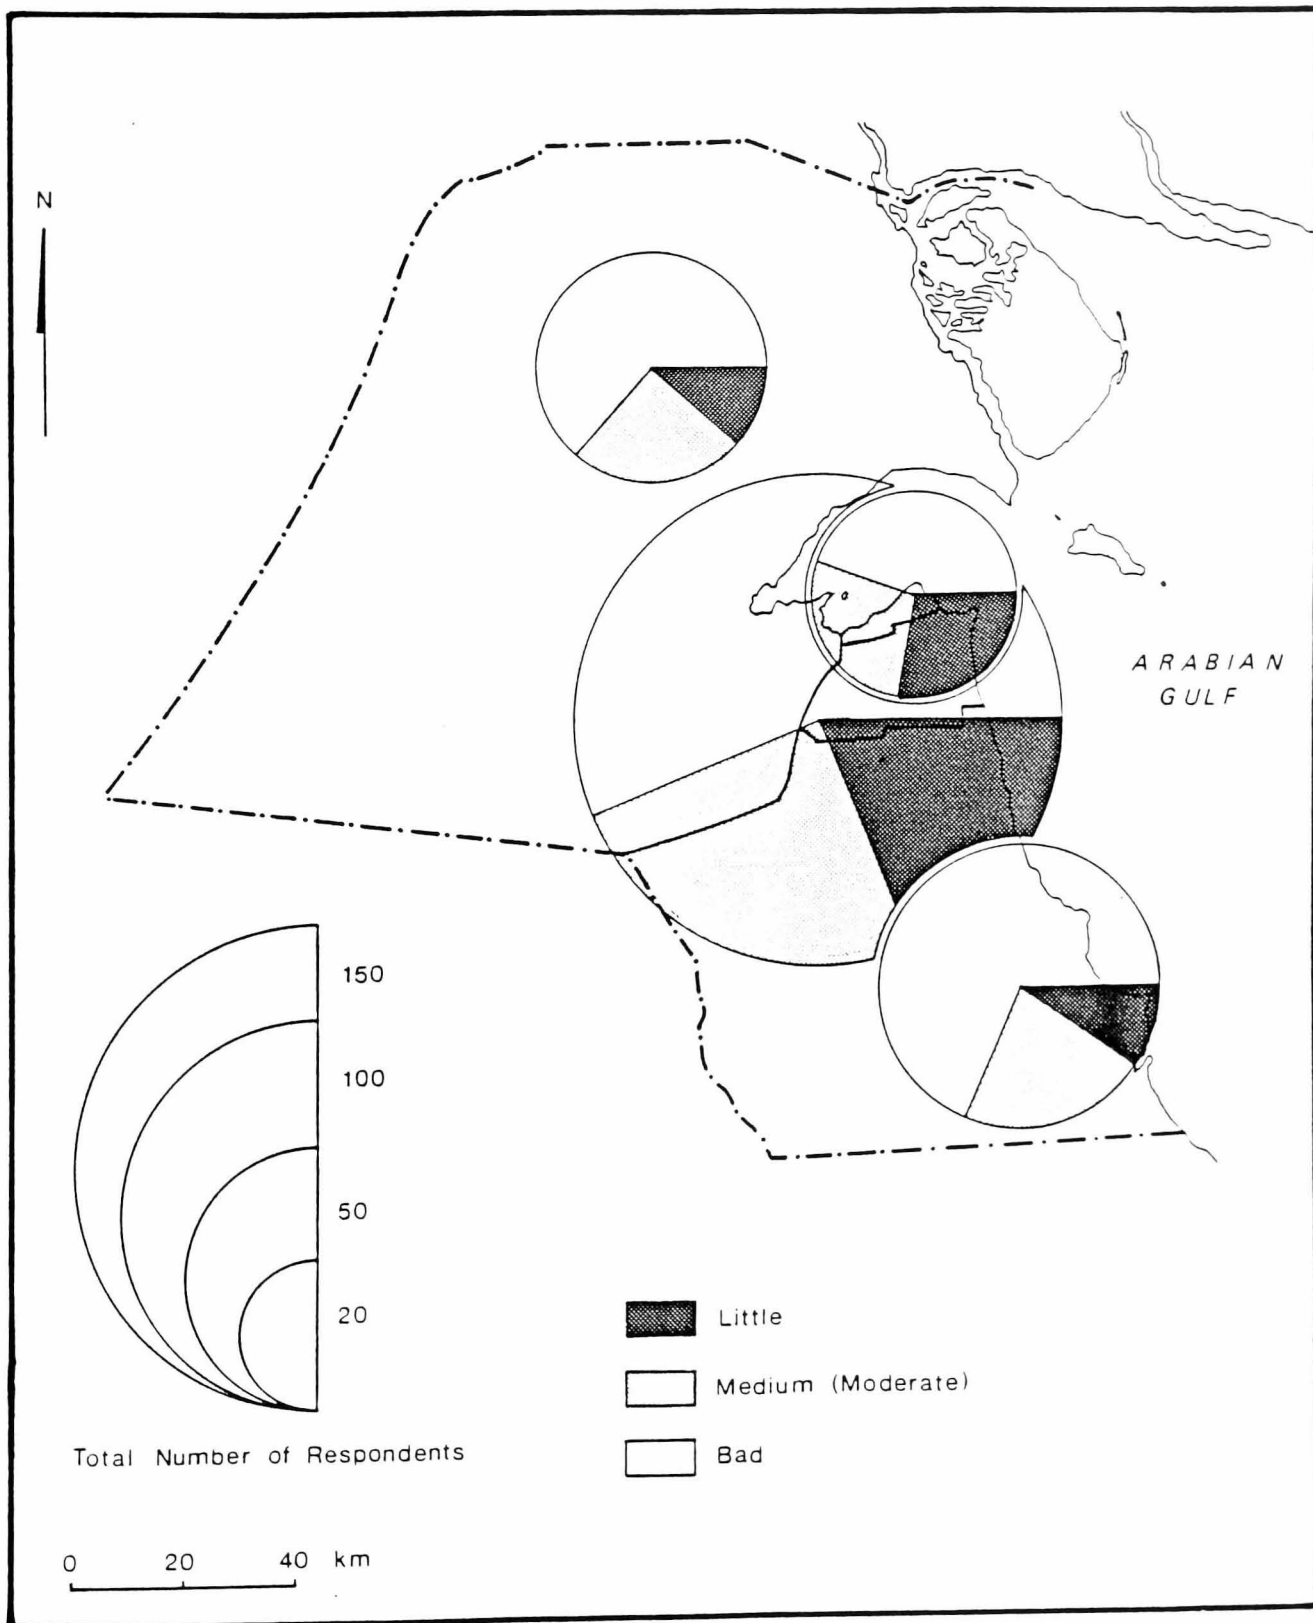 N
ARABIAN
GULF
150
100
50
20
Total Number of Respondents
Little
Medium (Moderate)
Bad
0 20 40 km